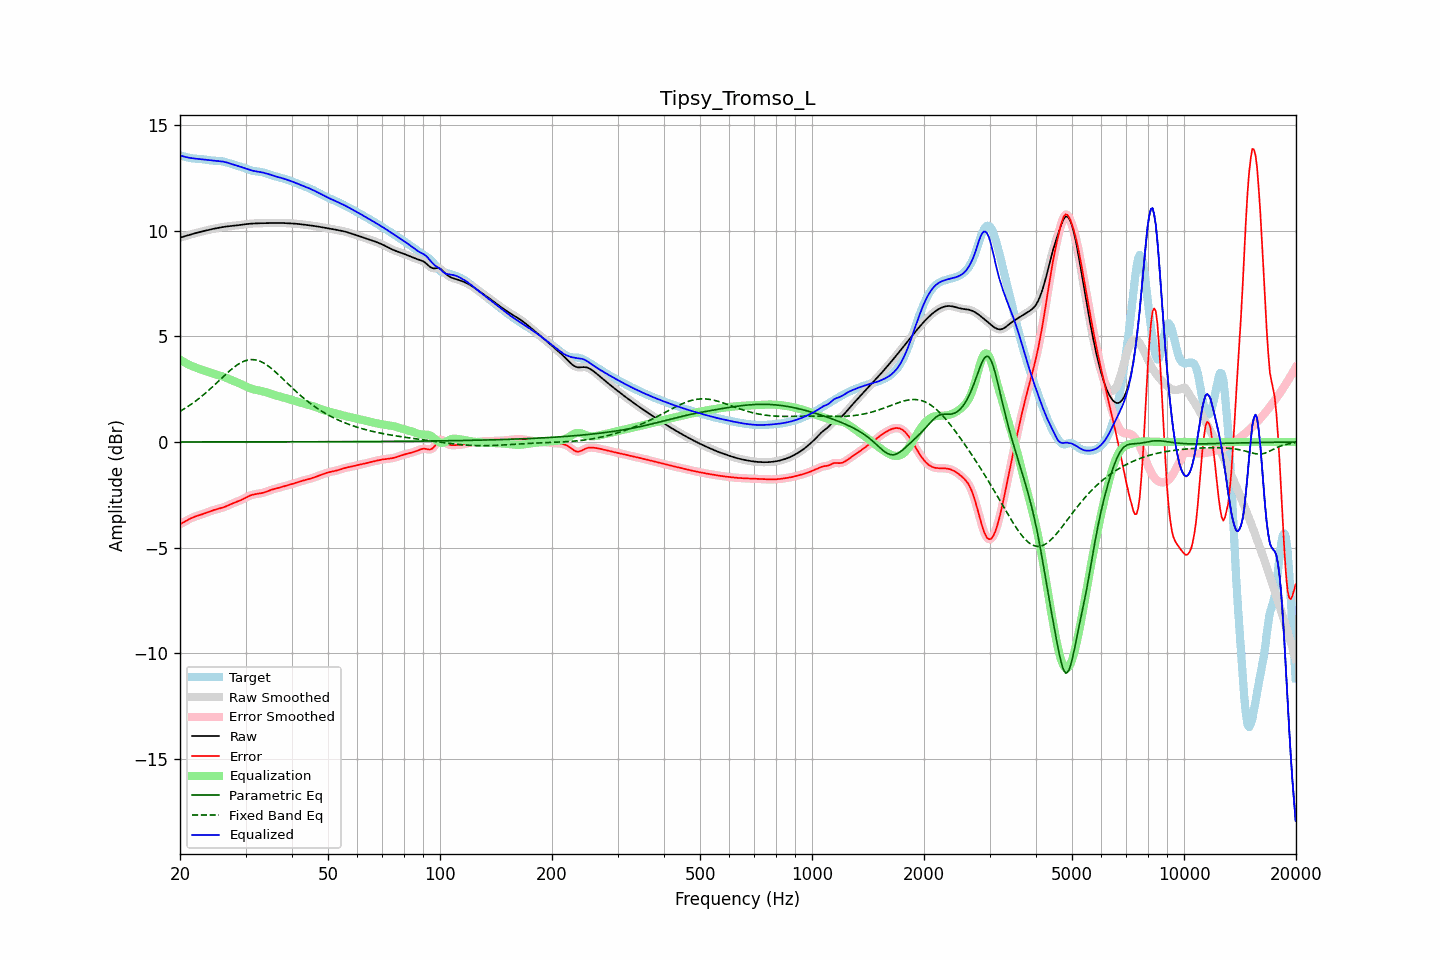 Tipsy_Tromso_L
15
10
5
0
−5
−10
−15
Amplitude (dBr)
Target
Raw Smoothed
Error Smoothed
Raw
Error
Equalization
Parametric Eq
Fixed Band Eq
Equalized
20 50 100 200 500 1000 2000 5000 10000 20000
Frequency (Hz)